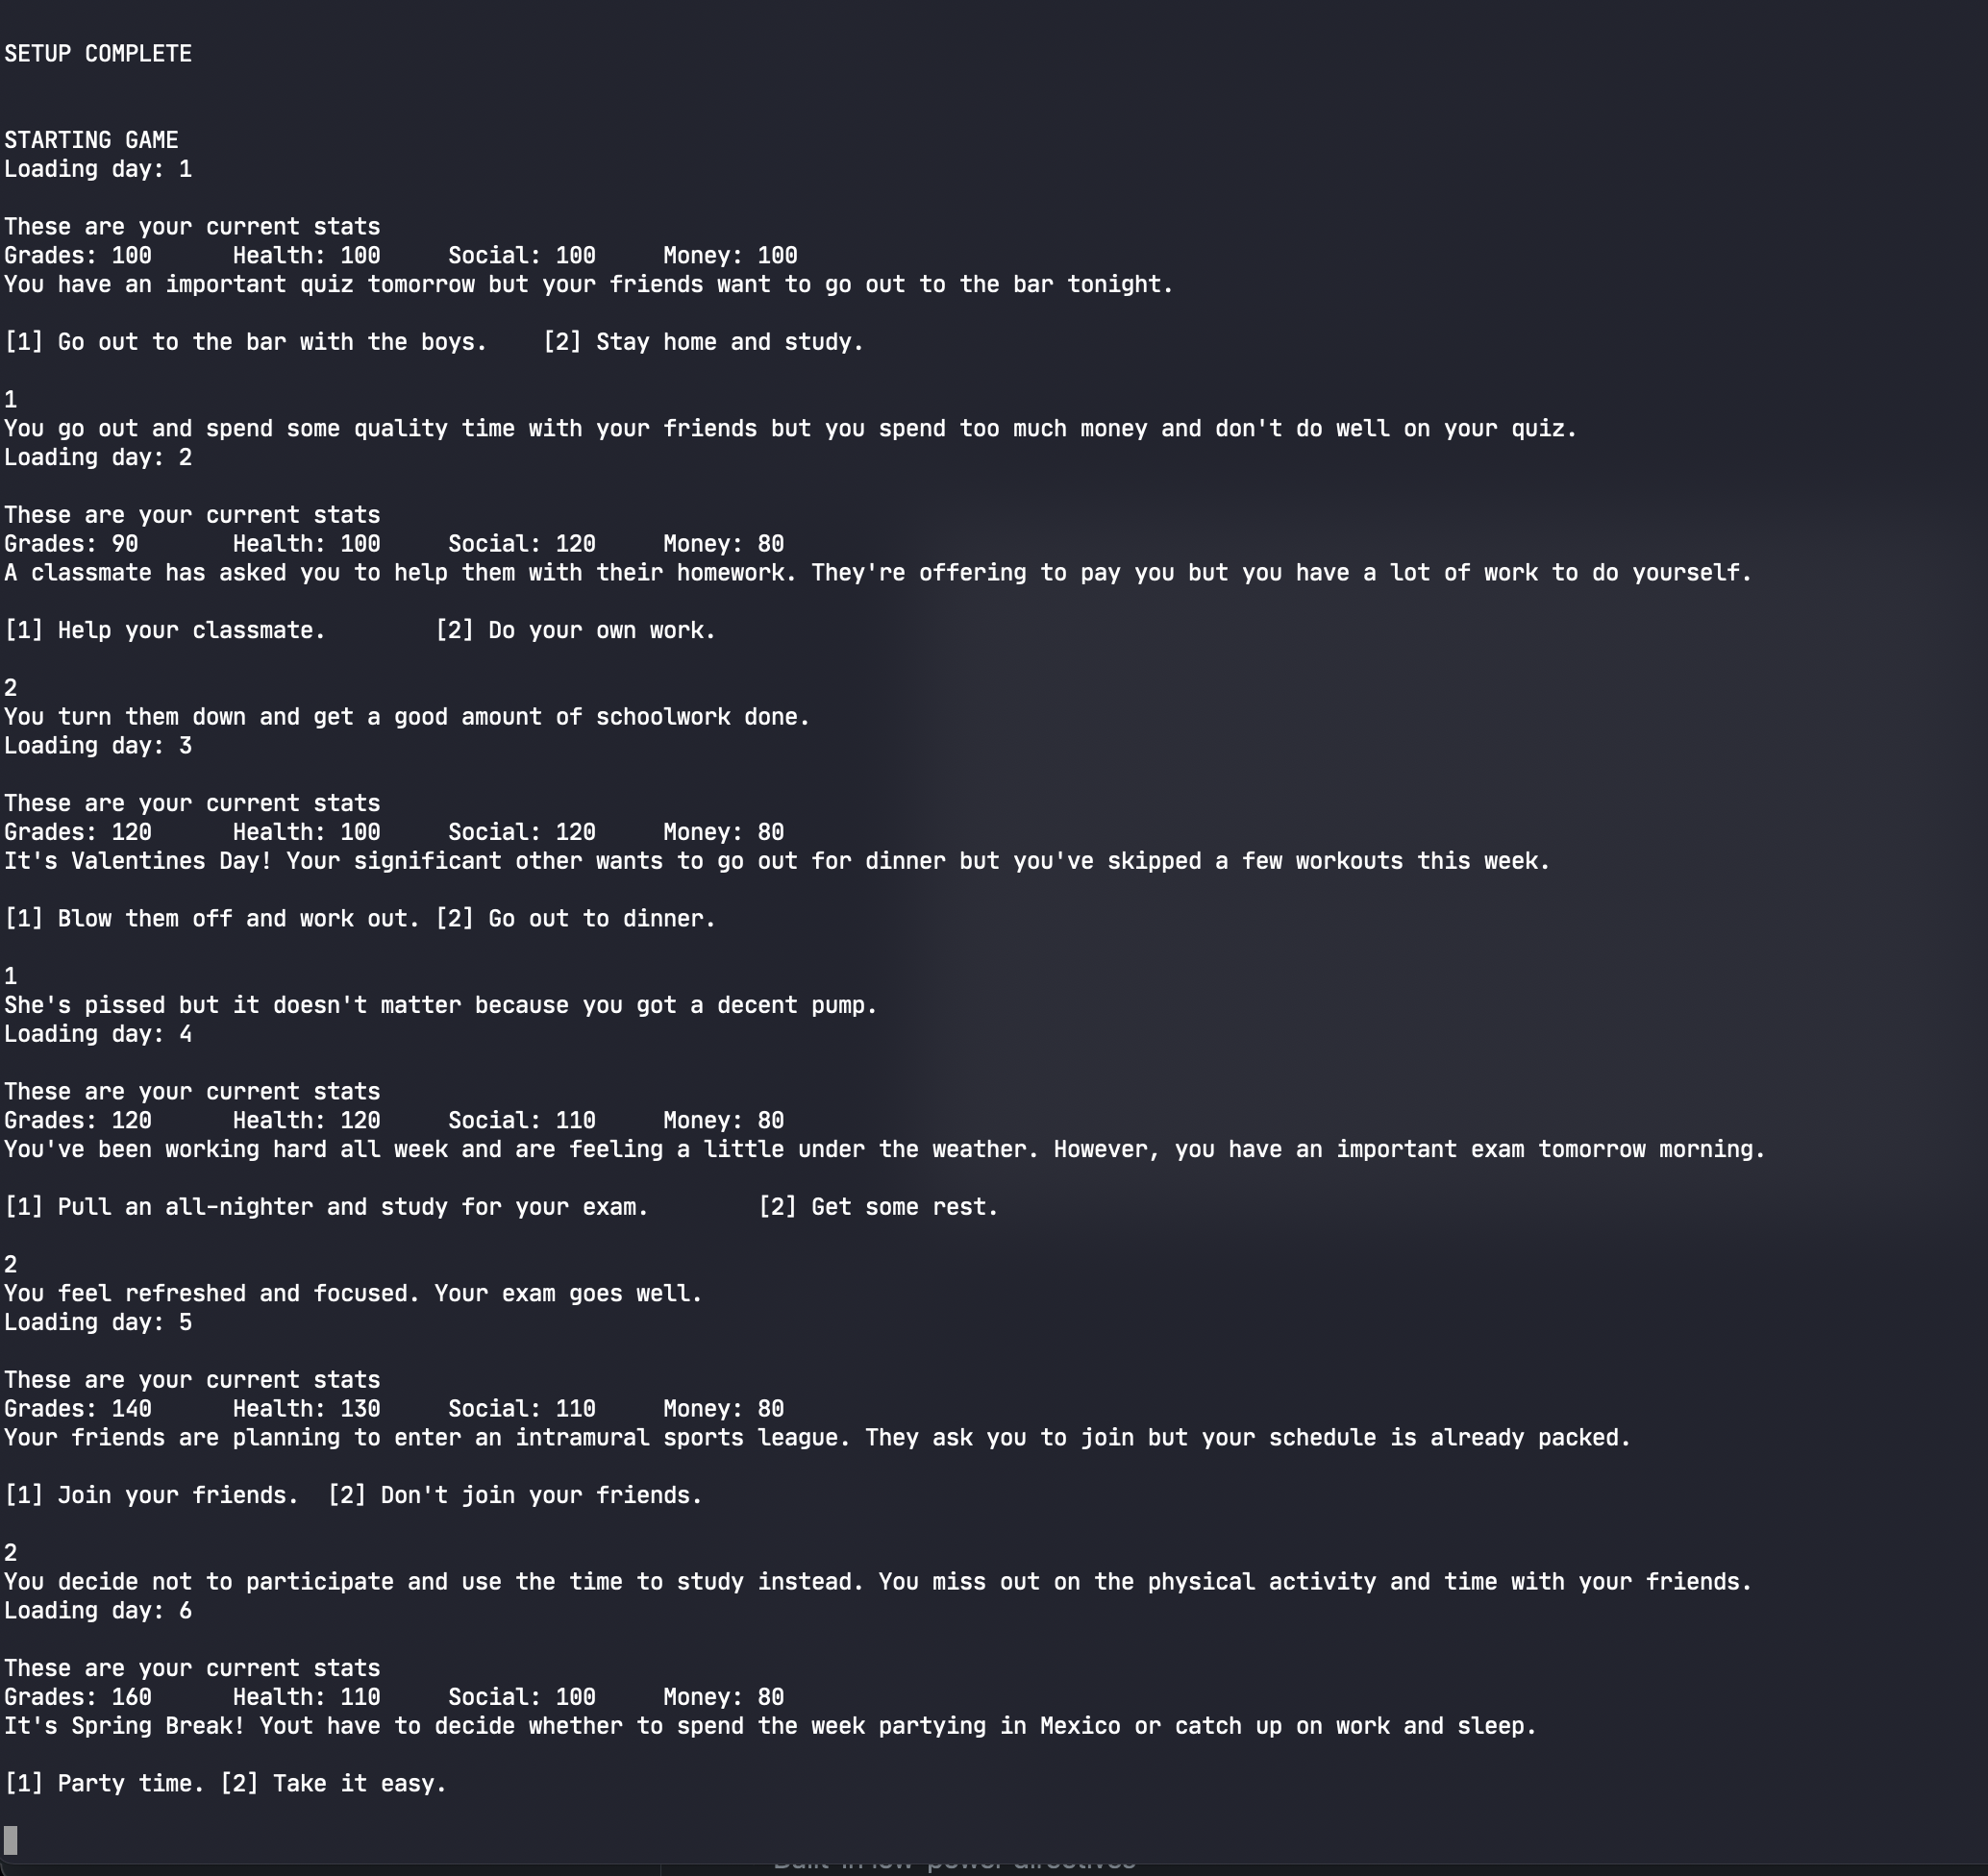 SETUP COMPLETE
STARTING GAME
Loading day: 1
These are your current stats
Grades: 100 Health: 100 Social: 100 Money: 100
You have an important quiz tomorrow but your friends want to go out to the bar tonight.
[1] Go out to the bar with the boys. [2] Stay home and study.
1
You go out and spend some quality time with your friends but you spend too much money and don't do well on your quiz.
Loading day: 2
These are your current stats
Grades: 90 Health: 100 Social: 120 Money: 80
A classmate has asked you to help them with their homework. They're offering to pay you but you have a lot of work to do yourself.
[1] Help your classmate. [2] Do your own work.
2
You turn them down and get a good amount of schoolwork done.
Loading day: 3
These are your current stats
Grades: 120 Health: 100 Social: 120 Money: 80
It's Valentines Day! Your significant other wants to go out for dinner but you've skipped a few workouts this week.
[1] Blow them off and work out. [2] Go out to dinner.
1
She's pissed but it doesn't matter because you got a decent pump.
Loading day: 4
These are your current stats
Grades: 120 Health: 120 Social: 110 Money: 80
You've been working hard all week and are feeling a little under the weather. However, you have an important exam tomorrow morning.
[1] Pull an all-nighter and study for your exam. [2] Get some rest.
2
You feel refreshed and focused. Your exam goes well.
Loading day: 5
These are your current stats
Grades: 140 Health: 130 Social: 110 Money: 80
Your friends are planning to enter an intramural sports league. They ask you to join but your schedule is already packed.
[1] Join your friends. [2] Don't join your friends.
2
You decide not to participate and use the time to study instead. You miss out on the physical activity and time with your friends.
Loading day: 6
These are your current stats
Grades: 160 Health: 110 Social: 100 Money: 80
It's Spring Break! Yout have to decide whether to spend the week partying in Mexico or catch up on work and sleep.
[1] Party time. [2] Take it easy.